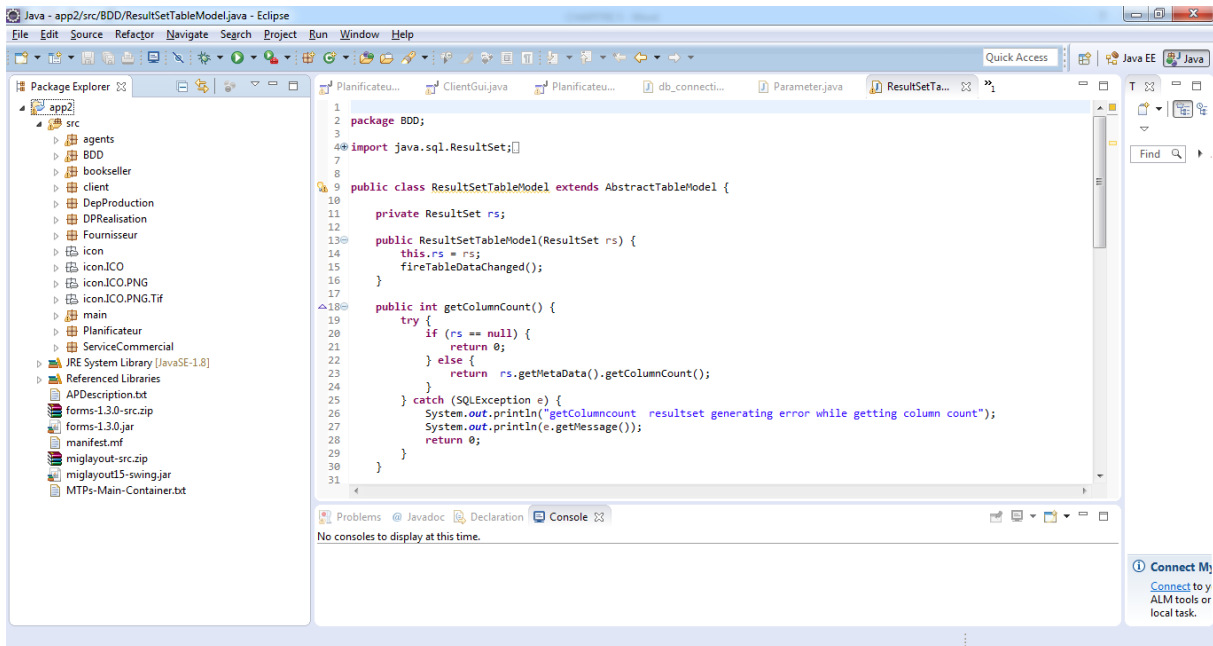 Java - app2/src/BDD/ResultSetTableModel.java - Eclipse
File Edit Source Refactor Navigate Search Project Run Window Help
Quick Access
Java EE
Java
Package Explorer
app2
src
agents
BDD
bookseller
client
DepProduction
DPRealisation
Fournisseur
icon
icon.ICO
icon.ICO.PNG
icon.ICO.PNG.Tif
main
Planificateur
ServiceCommercial
JRE System Library [JavaSE-1.8]
Referenced Libraries
APDescription.txt
forms-1.3.0-src.zip
forms-1.3.0.jar
manifest.mf
miglayout-src.zip
miglayout15-swing.jar
MTPs-Main-Container.txt
Planificateu... ClientGui.java Planificateu... db_connecti... Parameter.java ResultSetTa... »1
1
2 package BDD;
3
4 import java.sql.ResultSet;
7
8
9 public class ResultSetTableModel extends AbstractTableModel {
10
11 private ResultSet rs;
12
13 public ResultSetTableModel(ResultSet rs) {
14 this.rs = rs;
15 fireTableDataChanged();
16 }
17
18 public int getColumnCount() {
19 try {
20 if (rs == null) {
21 return 0;
22 } else {
23 return rs.getMetaData().getColumnCount();
24 }
25 } catch (SQLException e) {
26 System.out.println("getColumncount resultset generating error while getting column count");
27 System.out.println(e.getMessage());
28 return 0;
29 }
30 }
31
Problems @ Javadoc Declaration Console
No consoles to display at this time.
T
Find
Connect My
Connect to y
ALM tools or
local task.